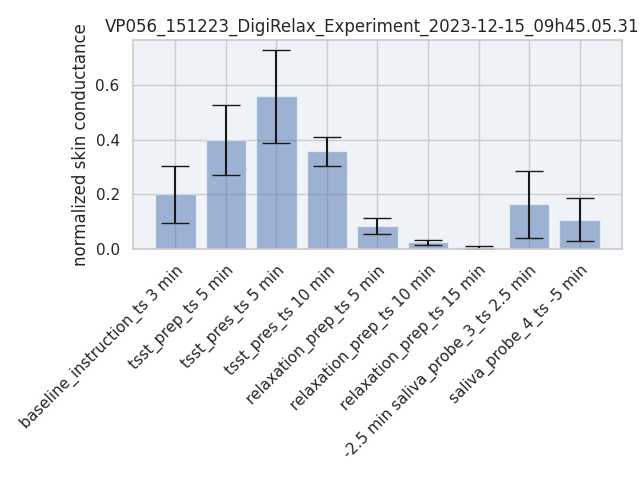 VP056_151223_DigiRelax_Experiment_2023-12-15_09h45.05.31
normalized skin conductance
0.6
0.4
0.2
0.0
baseline_instruction_ts 3 min
tsst_prep_ts 5 min
tsst_pres_ts 5 min
tsst_pres_ts 10 min
relaxation_prep_ts 5 min
relaxation_prep_ts 10 min
relaxation_prep_ts 15 min
-2.5 min saliva_probe_3_ts 2.5 min
saliva_probe_4_ts -5 min